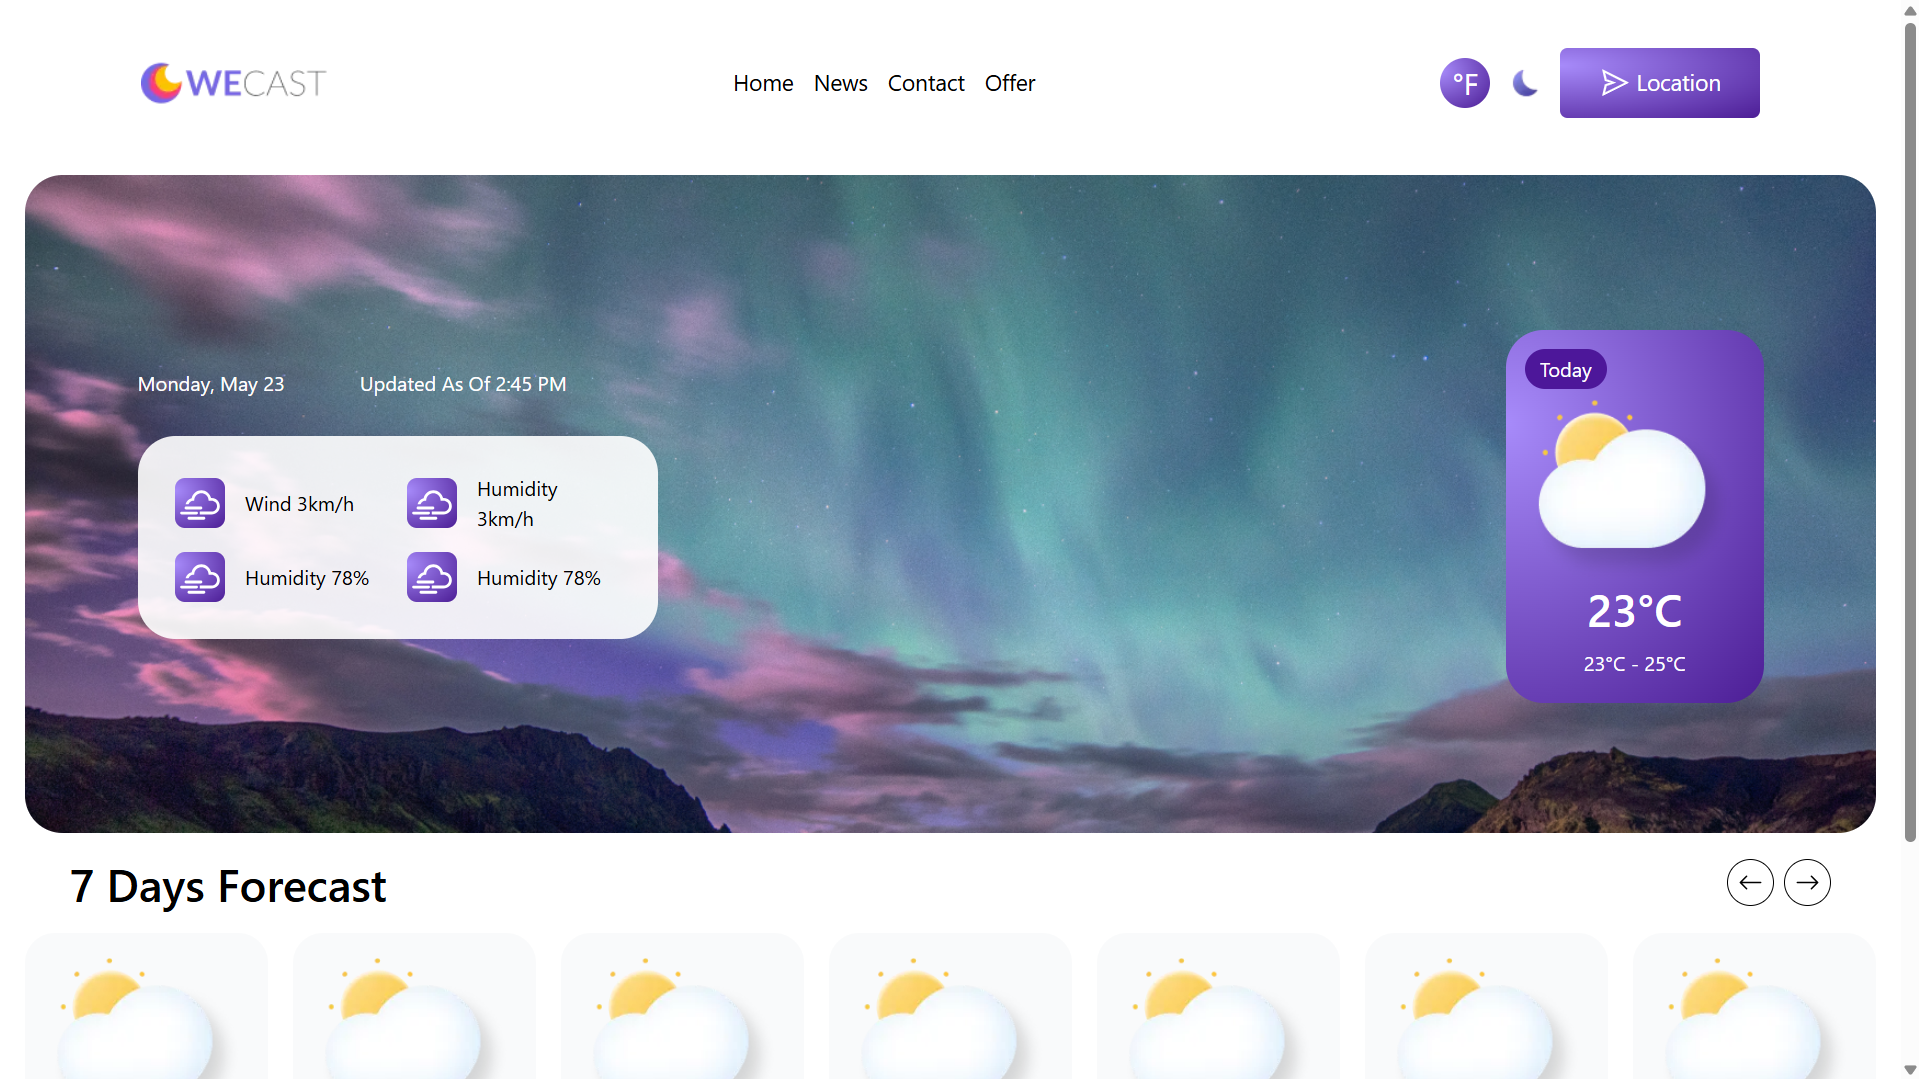 WECAST
Home News Contact Offer
°F
Location
Monday, May 23
Updated As Of 2:45 PM
Wind 3km/h
Humidity
3km/h
Humidity 78%
Humidity 78%
Today
23°C
23°C - 25°C
7 Days Forecast